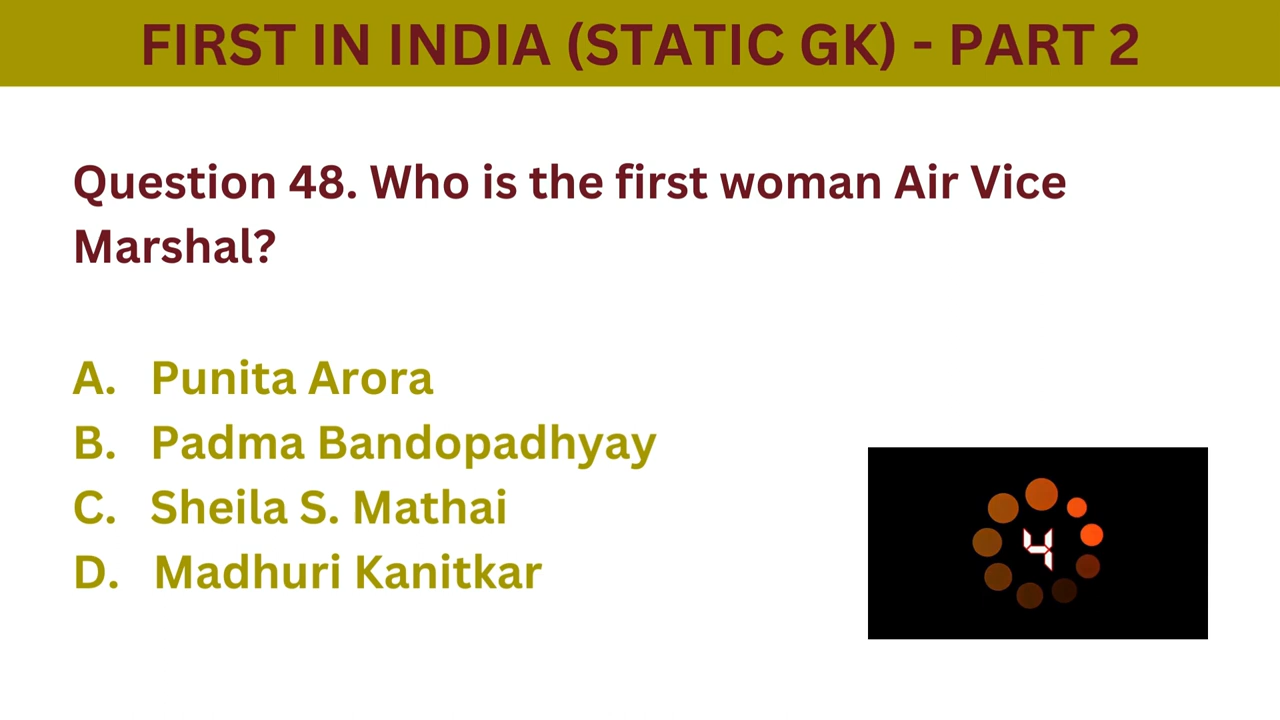 FIRST IN INDIA (STATIC GK) - PART 2
Question 48. Who is the first woman Air Vice
Marshal?
A. Punita Arora
B. Padma Bandopadhyay
C. Sheila S. Mathai
D. Madhuri Kanitkar
4